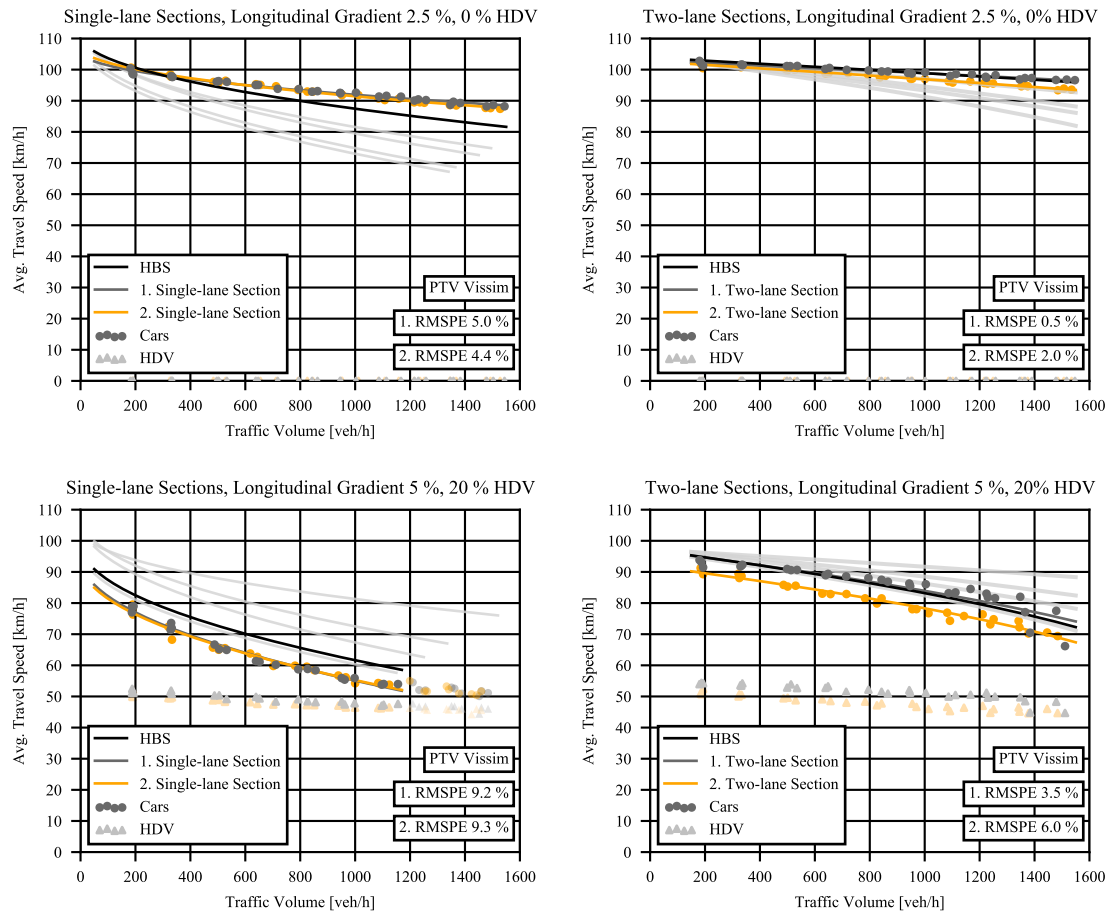 Single-lane Sections, Longitudinal Gradient 2.5 %, 0 % HDV
110
100
90
80
70
60
50
40
30
20
10
0
Avg. Travel Speed [km/h]
HBS
1. Single-lane Section
2. Single-lane Section
Cars
HDV
PTV Vissim
1. RMSPE 5.0 %
2. RMSPE 4.4 %
0 200 400 600 800 1000 1200 1400 1600
Traffic Volume [veh/h]
Two-lane Sections, Longitudinal Gradient 2.5 %, 0% HDV
110
100
90
80
70
60
50
40
30
20
10
0
Avg. Travel Speed [km/h]
HBS
1. Two-lane Section
2. Two-lane Section
Cars
HDV
PTV Vissim
1. RMSPE 0.5 %
2. RMSPE 2.0 %
0 200 400 600 800 1000 1200 1400 1600
Traffic Volume [veh/h]
Single-lane Sections, Longitudinal Gradient 5 %, 20 % HDV
110
100
90
80
70
60
50
40
30
20
10
0
Avg. Travel Speed [km/h]
HBS
1. Single-lane Section
2. Single-lane Section
Cars
HDV
PTV Vissim
1. RMSPE 9.2 %
2. RMSPE 9.3 %
0 200 400 600 800 1000 1200 1400 1600
Traffic Volume [veh/h]
Two-lane Sections, Longitudinal Gradient 5 %, 20% HDV
110
100
90
80
70
60
50
40
30
20
10
0
Avg. Travel Speed [km/h]
HBS
1. Two-lane Section
2. Two-lane Section
Cars
HDV
PTV Vissim
1. RMSPE 3.5 %
2. RMSPE 6.0 %
0 200 400 600 800 1000 1200 1400 1600
Traffic Volume [veh/h]